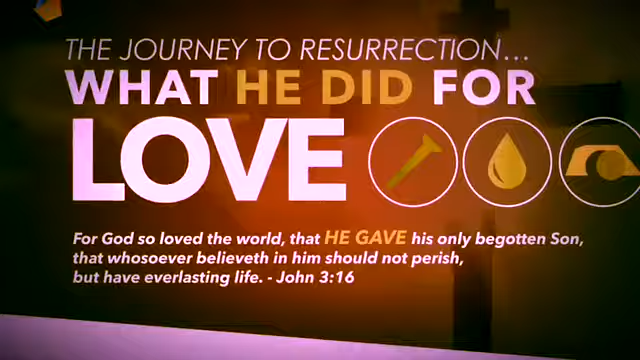 THE JOURNEY TO RESURRECTION...
WHAT HE DID FOR
LOVE
For God so loved the world, that HE GAVE his only begotten Son,
that whosoever believeth in him should not perish,
but have everlasting life. - John 3:16